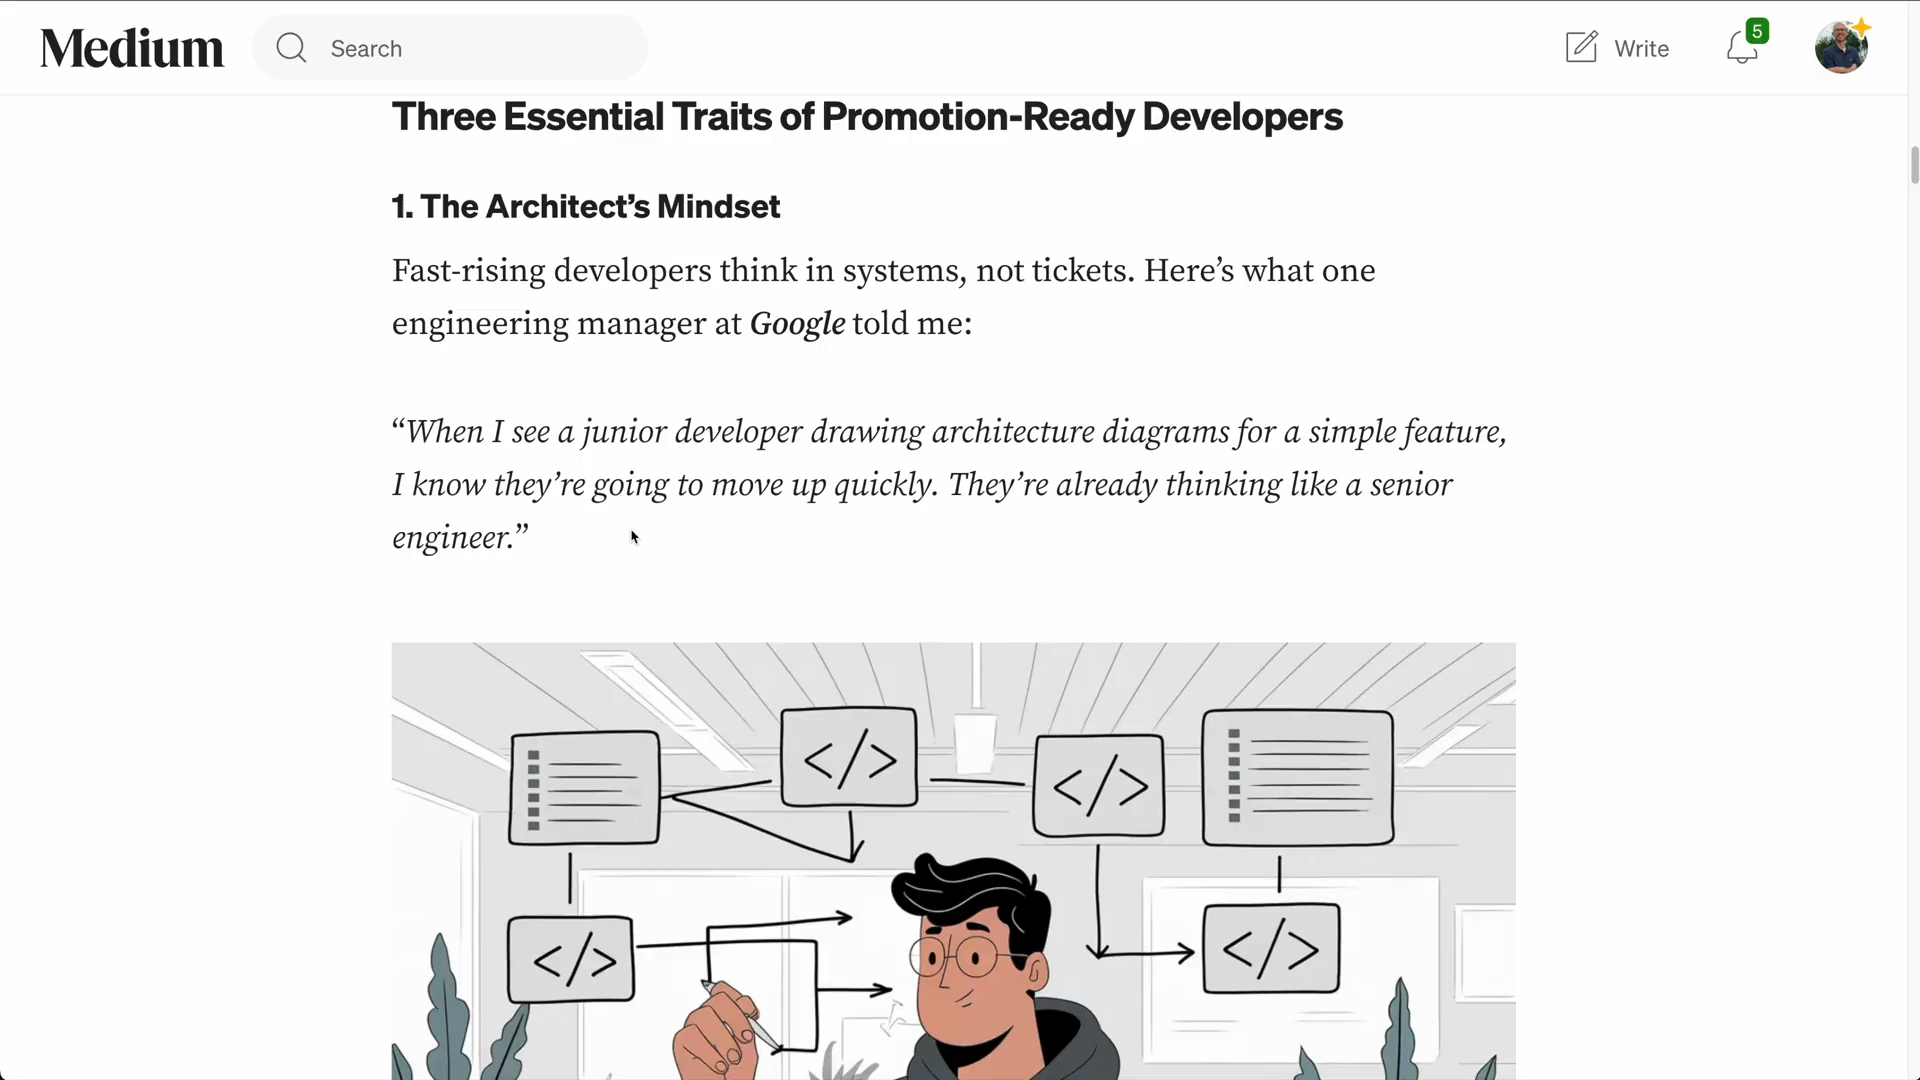 Medium
Search
Write
5
Three Essential Traits of Promotion-Ready Developers
1. The Architect’s Mindset
Fast-rising developers think in systems, not tickets. Here’s what one
engineering manager at Google told me:
“When I see a junior developer drawing architecture diagrams for a simple feature,
I know they’re going to move up quickly. They’re already thinking like a senior
engineer.”
</>
</>
</>
</>